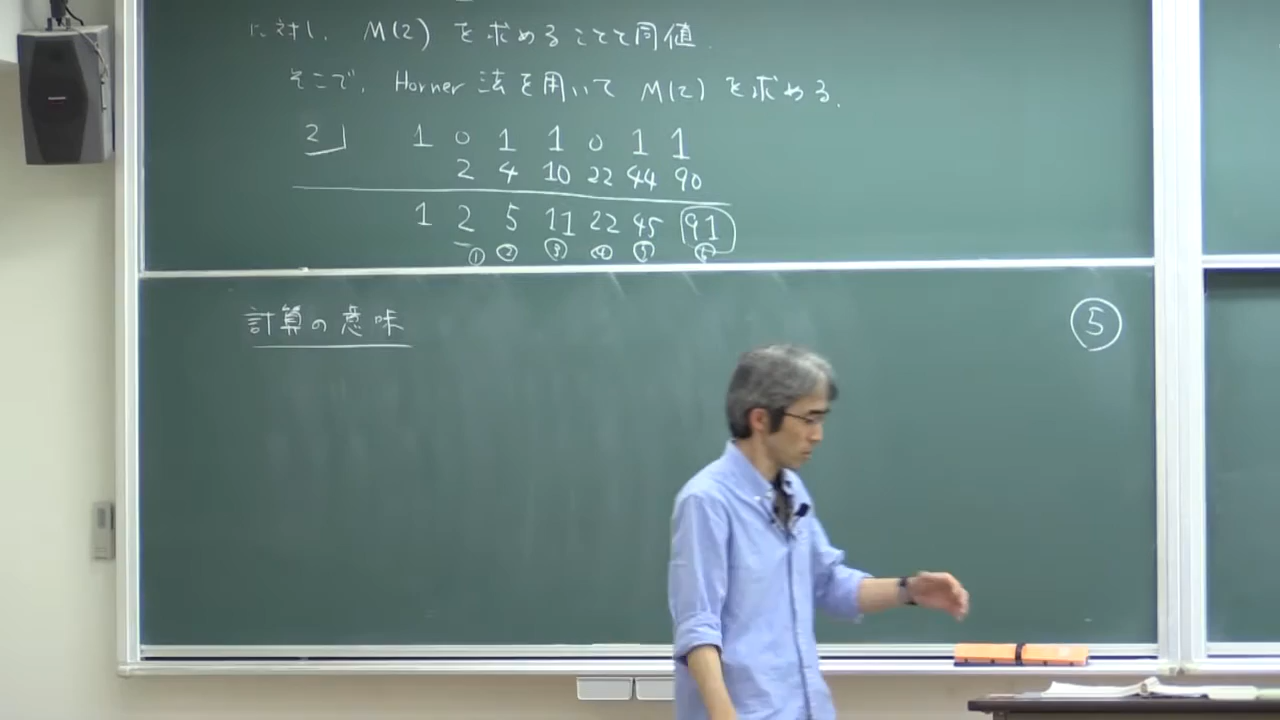 に対し, M(2) を求めることと同値.
そこで, Horner 法を用いて M(2) を求める.
2 1 0 1 1 0 1 1
2 4 10 22 44 90
1 2 5 11 22 45 91
① ② ③ ④ ⑤ ⑥
計算の意味
⑤